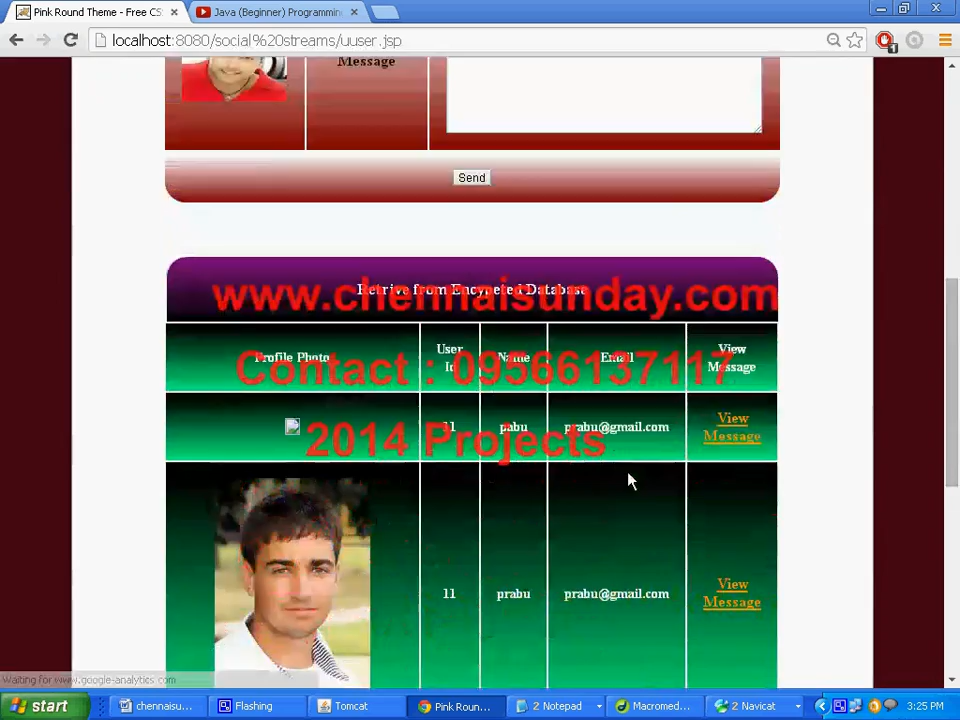 Pink Round Theme - Free CS
Java (Beginner) Programmin
localhost:8080/social%20streams/uuser.jsp
Message
Send
Retrive from Encypeted Database
www.chennaisunday.com
Profile Photo
User Id
Name
Email
View Message
Contact : 09566137117
11
pabu
prabu@gmail.com
View Message
2014 Projects
11
prabu
prabu@gmail.com
View Message
Waiting for www.google-analytics.com
start
chennaisu...
Flashing
Tomcat
Pink Roun...
2 Notepad
Macromed...
2 Navicat
3:25 PM